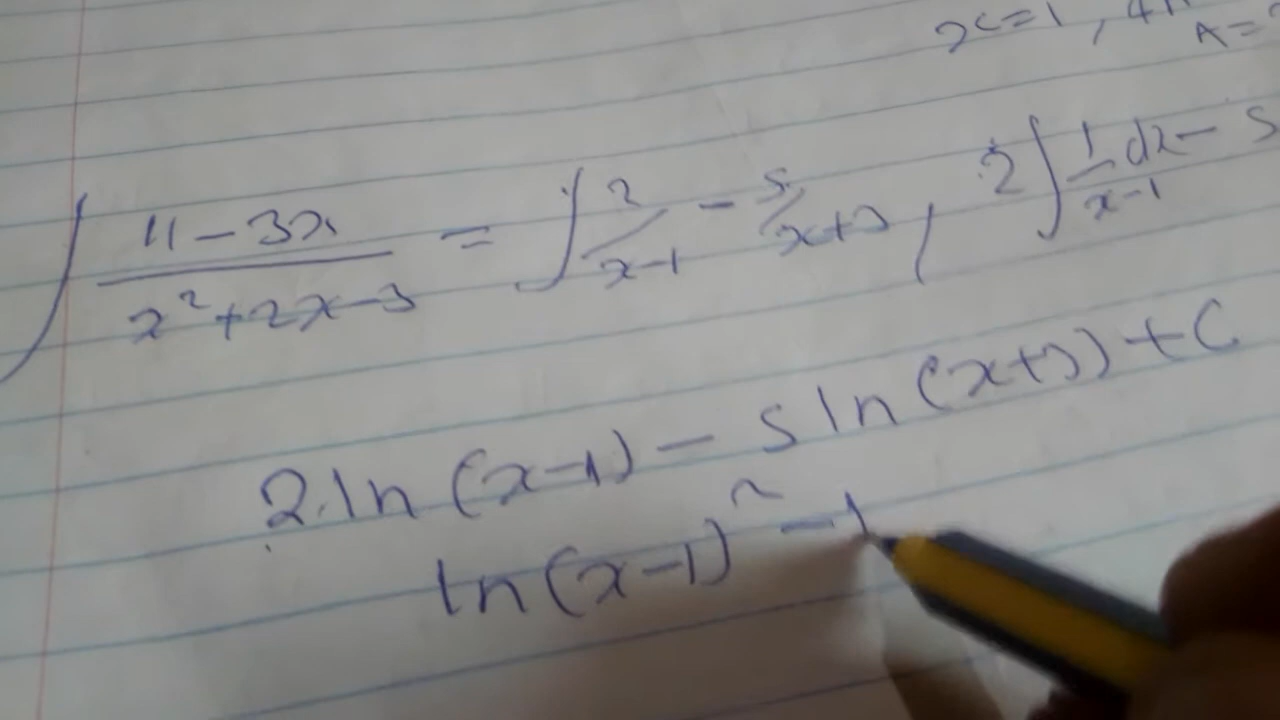 x=1, 4A
A=
∫ 11-3x / x²+2x-3 = ∫ 2/x-1 - 5/x+3, 2∫ 1/x-1 dx - 5
2 ln (x-1) - 5 ln (x+3) + C
ln (x-1)² - l